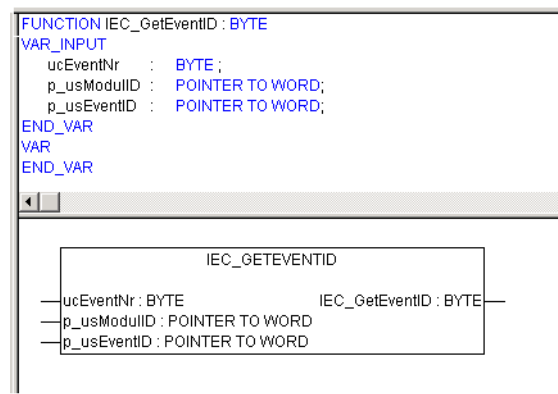 FUNCTION IEC_GetEventID : BYTE
VAR_INPUT
ucEventNr : BYTE ;
p_usModulID : POINTER TO WORD;
p_usEventID : POINTER TO WORD;
END_VAR
VAR
END_VAR
IEC_GETEVENTID
ucEventNr : BYTE IEC_GetEventID : BYTE
p_usModulID : POINTER TO WORD
p_usEventID : POINTER TO WORD